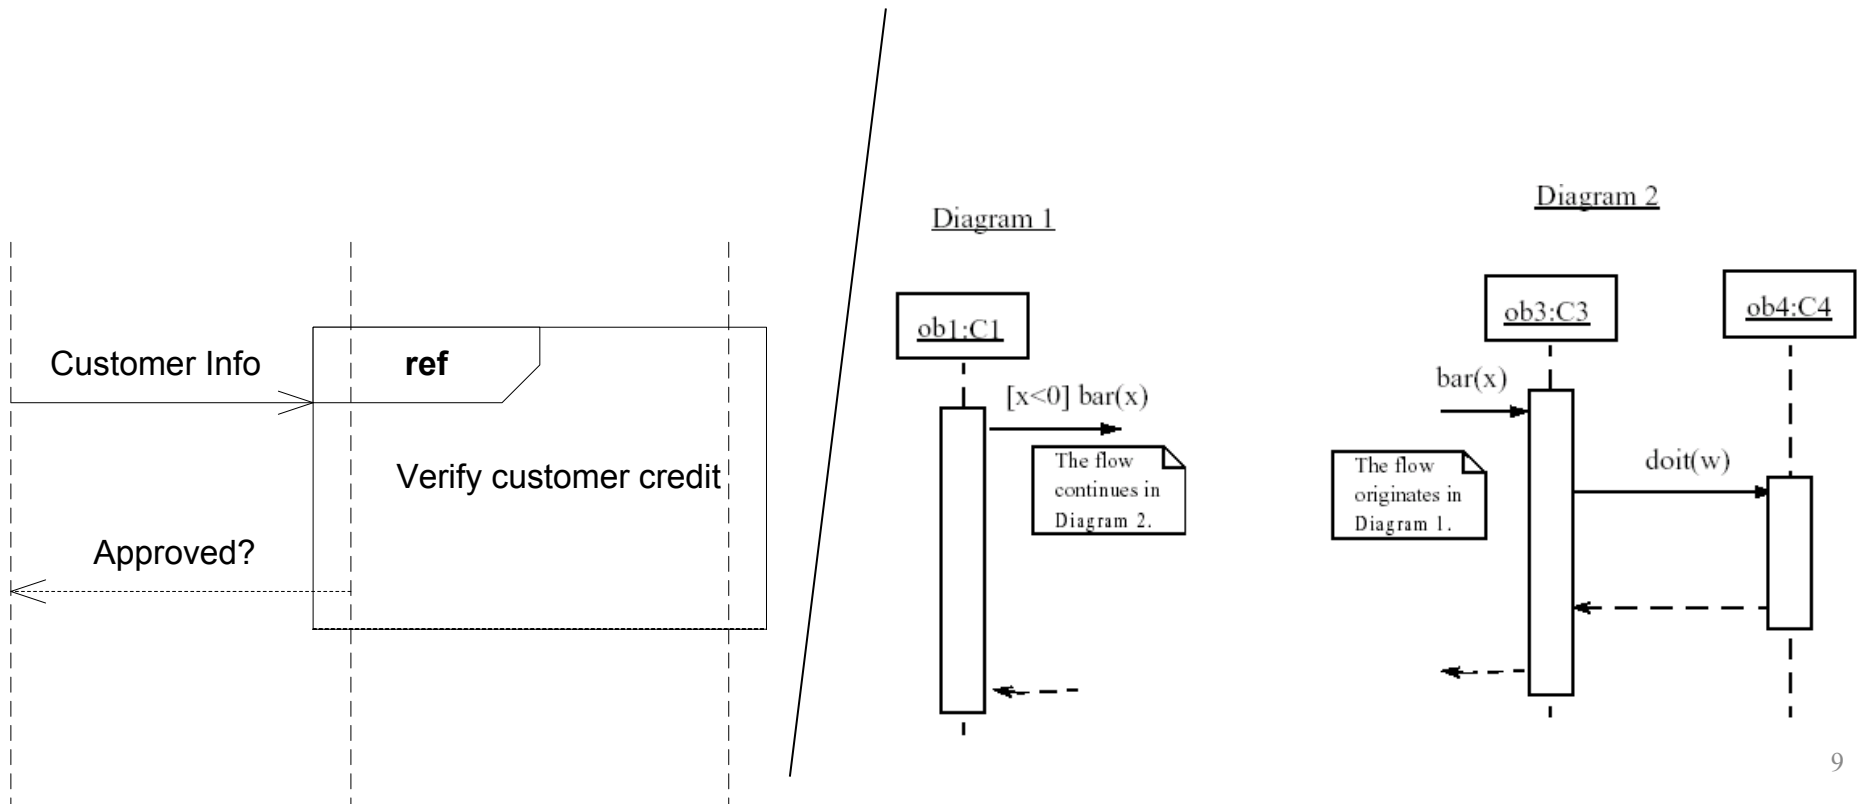 Customer Info
ref
Verify customer credit
Approved?
Diagram 1
ob1:C1
[x<0] bar(x)
The flow
continues in
Diagram 2.
Diagram 2
ob3:C3
ob4:C4
bar(x)
The flow
originates in
Diagram 1.
doit(w)
9